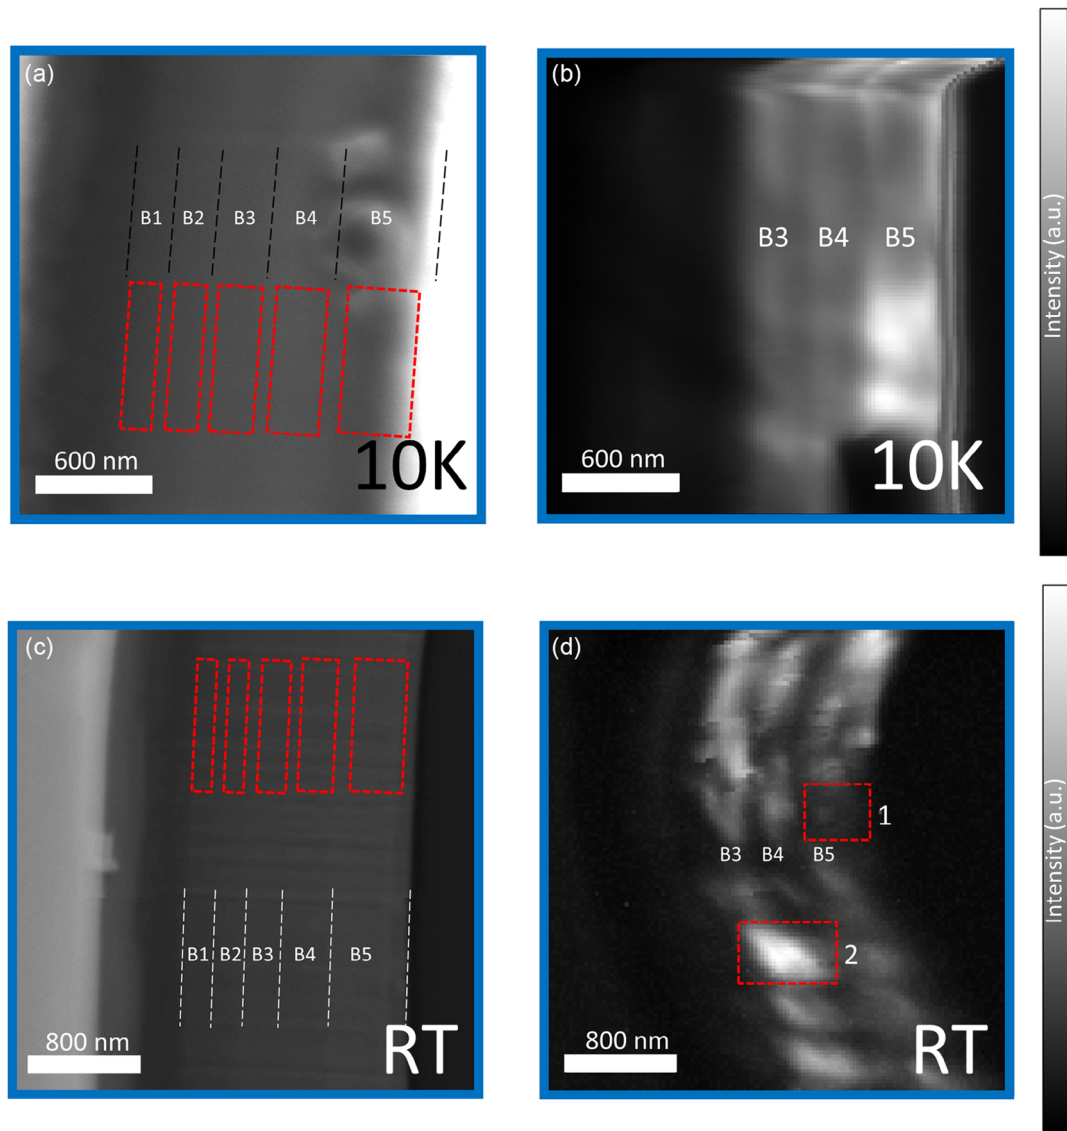 (a)
B1 B2 B3 B4 B5
600 nm
10K
(b)
B3 B4 B5
600 nm
10K
Intensity (a.u.)
(c)
B1 B2 B3 B4 B5
800 nm
RT
(d)
1
B3 B4 B5
2
800 nm
RT
Intensity (a.u.)